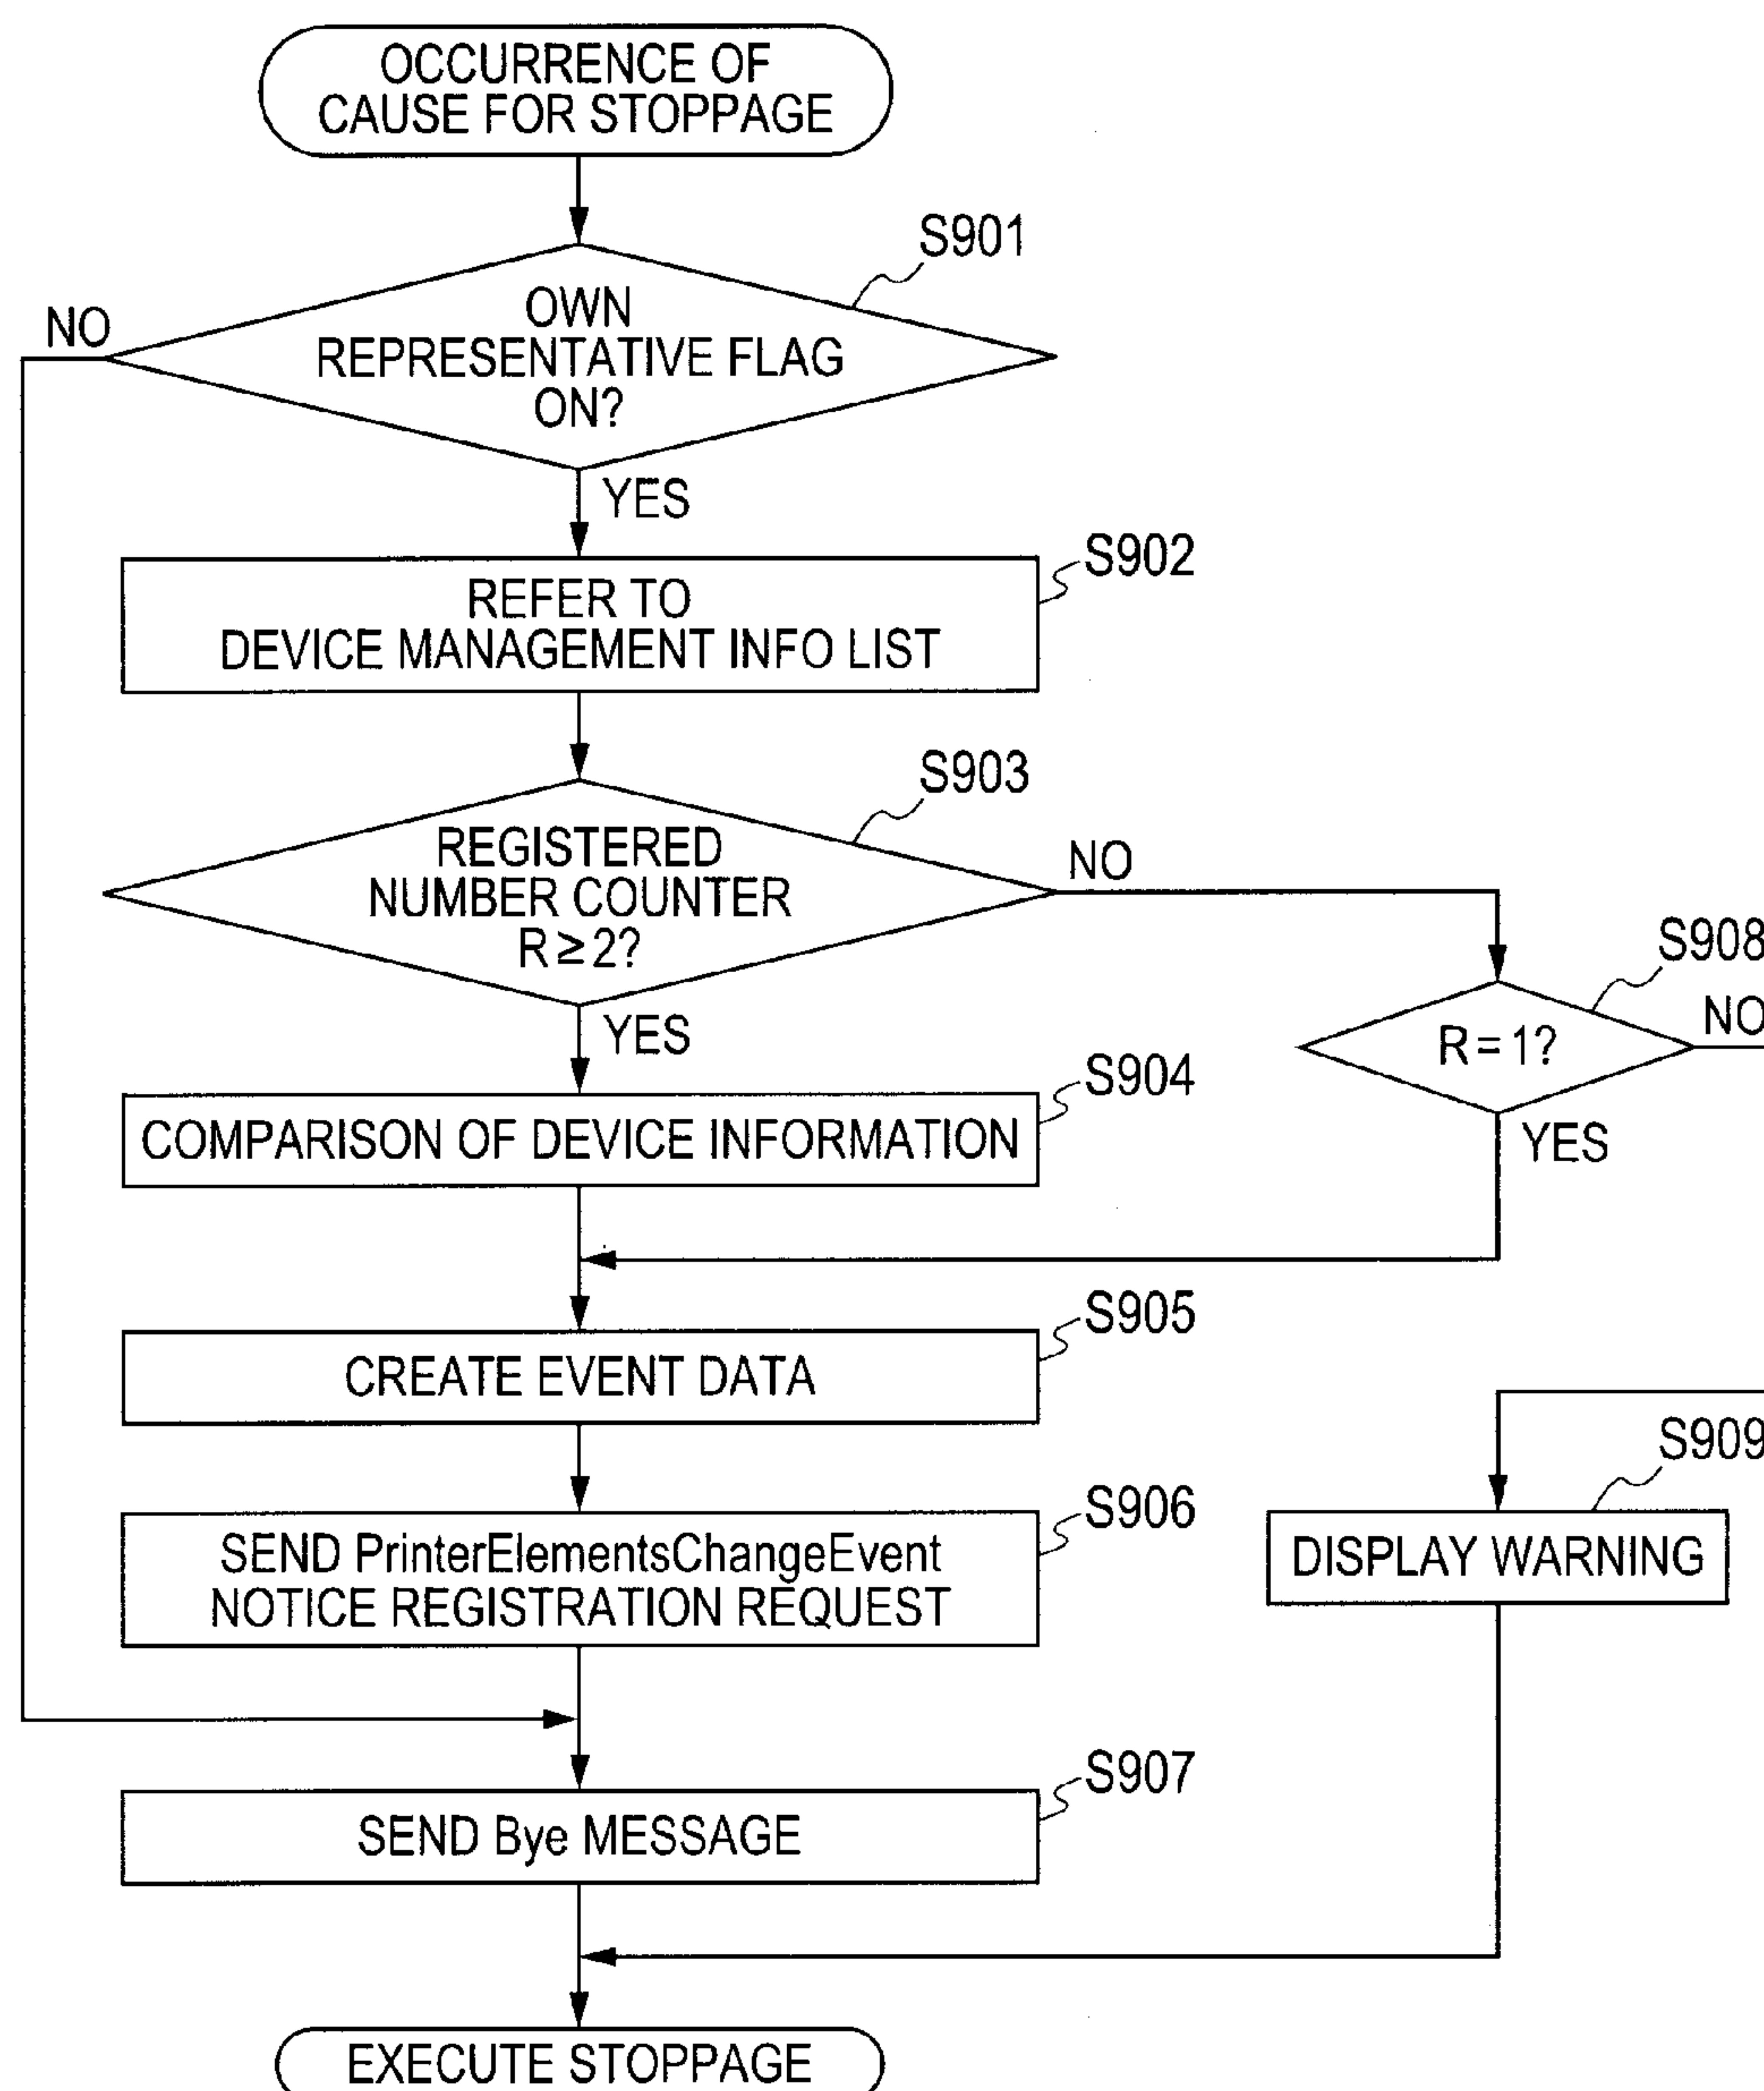 OCCURRENCE OF
CAUSE FOR STOPPAGE
S901
NO
OWN
REPRESENTATIVE FLAG
ON?
YES
S902
REFER TO
DEVICE MANAGEMENT INFO LIST
S903
REGISTERED
NUMBER COUNTER
R ≥ 2?
NO
YES
S908
R = 1?
NO
YES
S904
COMPARISON OF DEVICE INFORMATION
S905
CREATE EVENT DATA
S909
DISPLAY WARNING
S906
SEND PrinterElementsChangeEvent
NOTICE REGISTRATION REQUEST
S907
SEND Bye MESSAGE
EXECUTE STOPPAGE